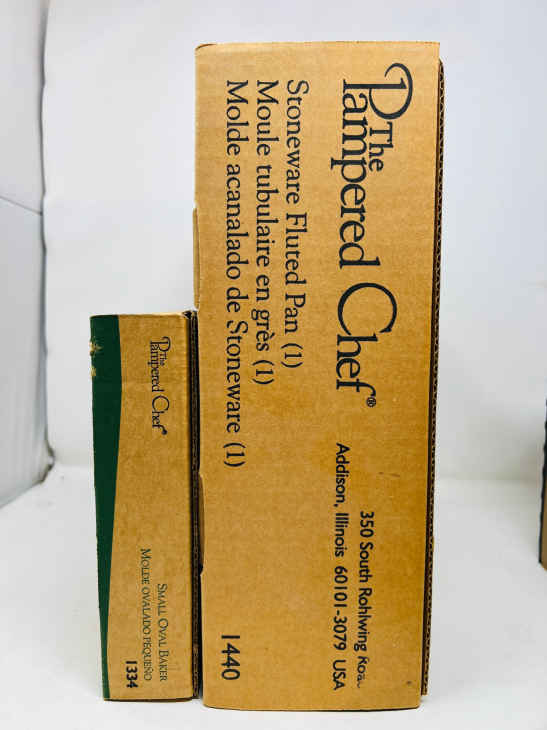 The
Pampered Chef®
350 South Rohlwing Road
Addison, Illinois 60101-3079 USA
Stoneware Fluted Pan (1)
Moule tubulaire en grès (1)
Molde acanalado de Stoneware (1)
1440
The
Pampered Chef®
SMALL OVAL BAKER
MOLDE OVALADO PEQUEÑO
1334